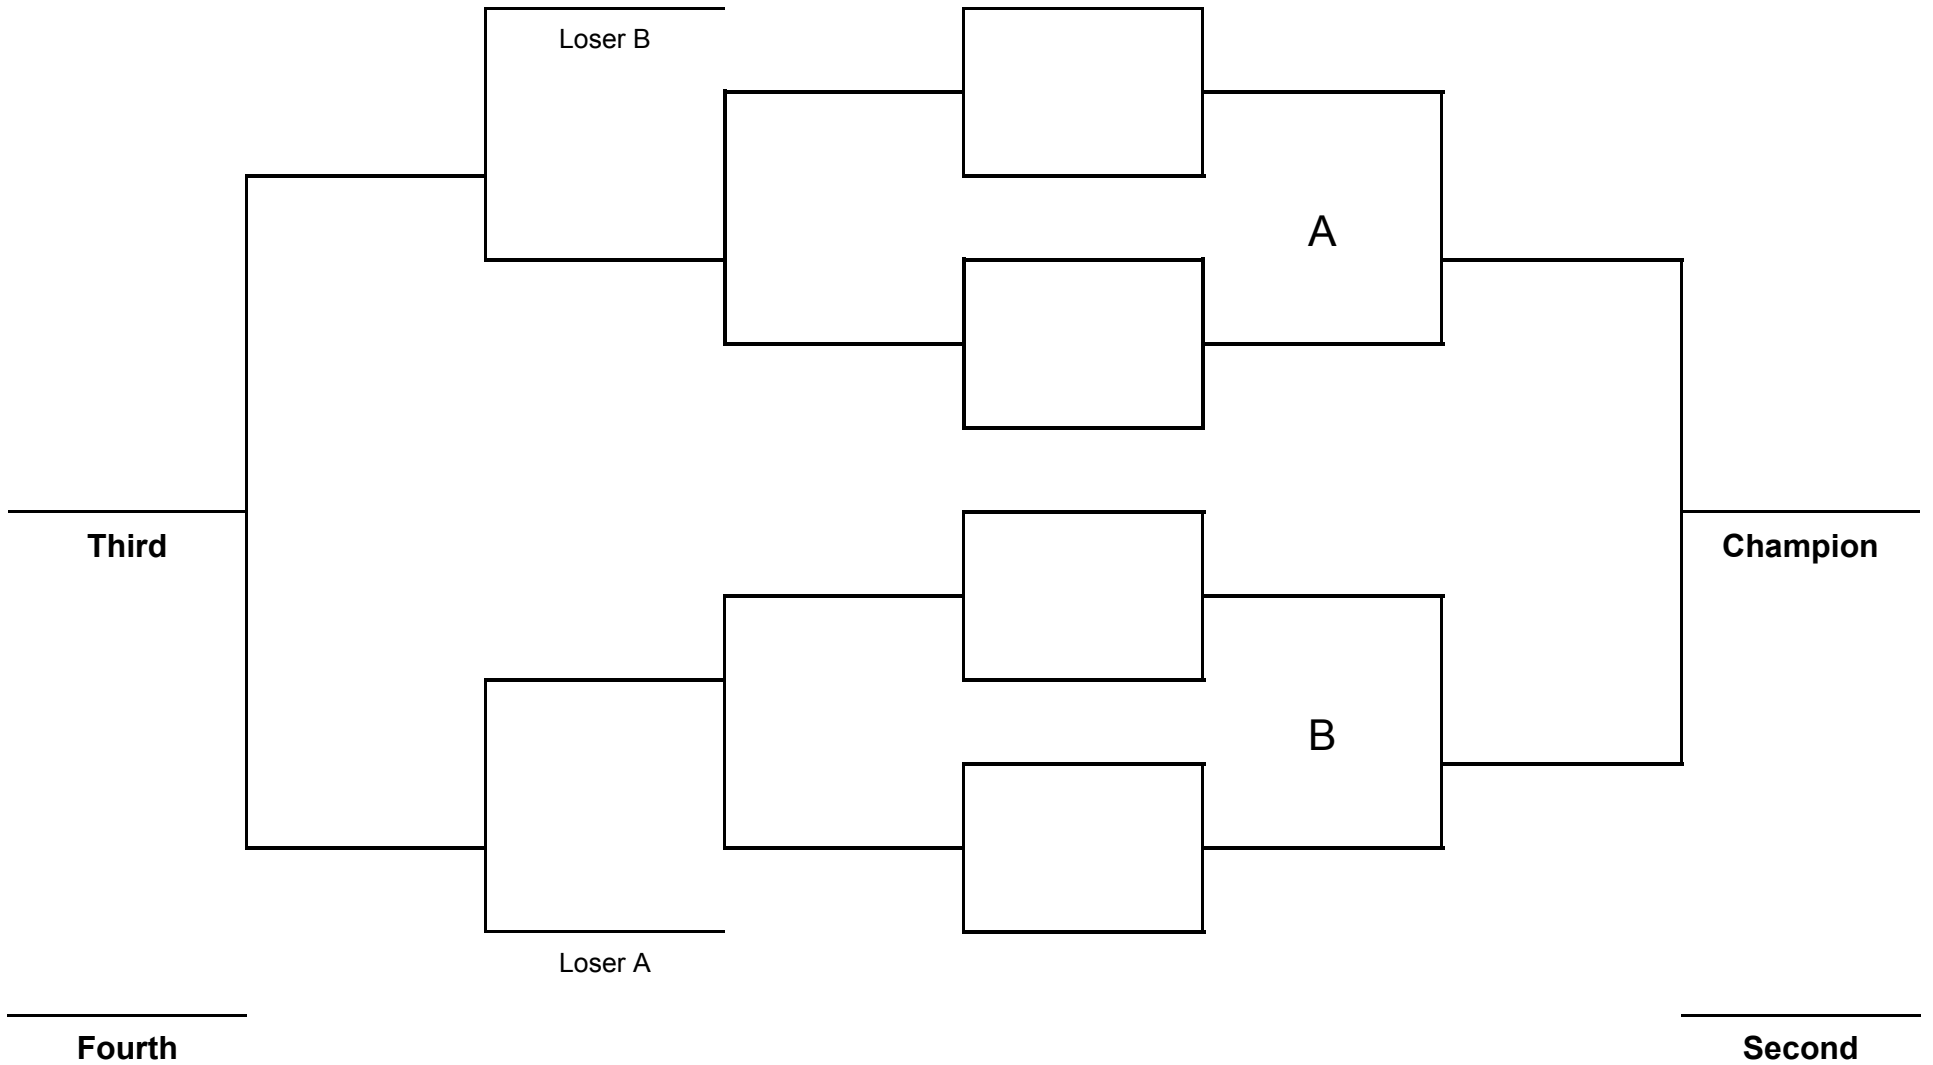 Loser B
A
Third
Champion
B
Loser A
Fourth
Second